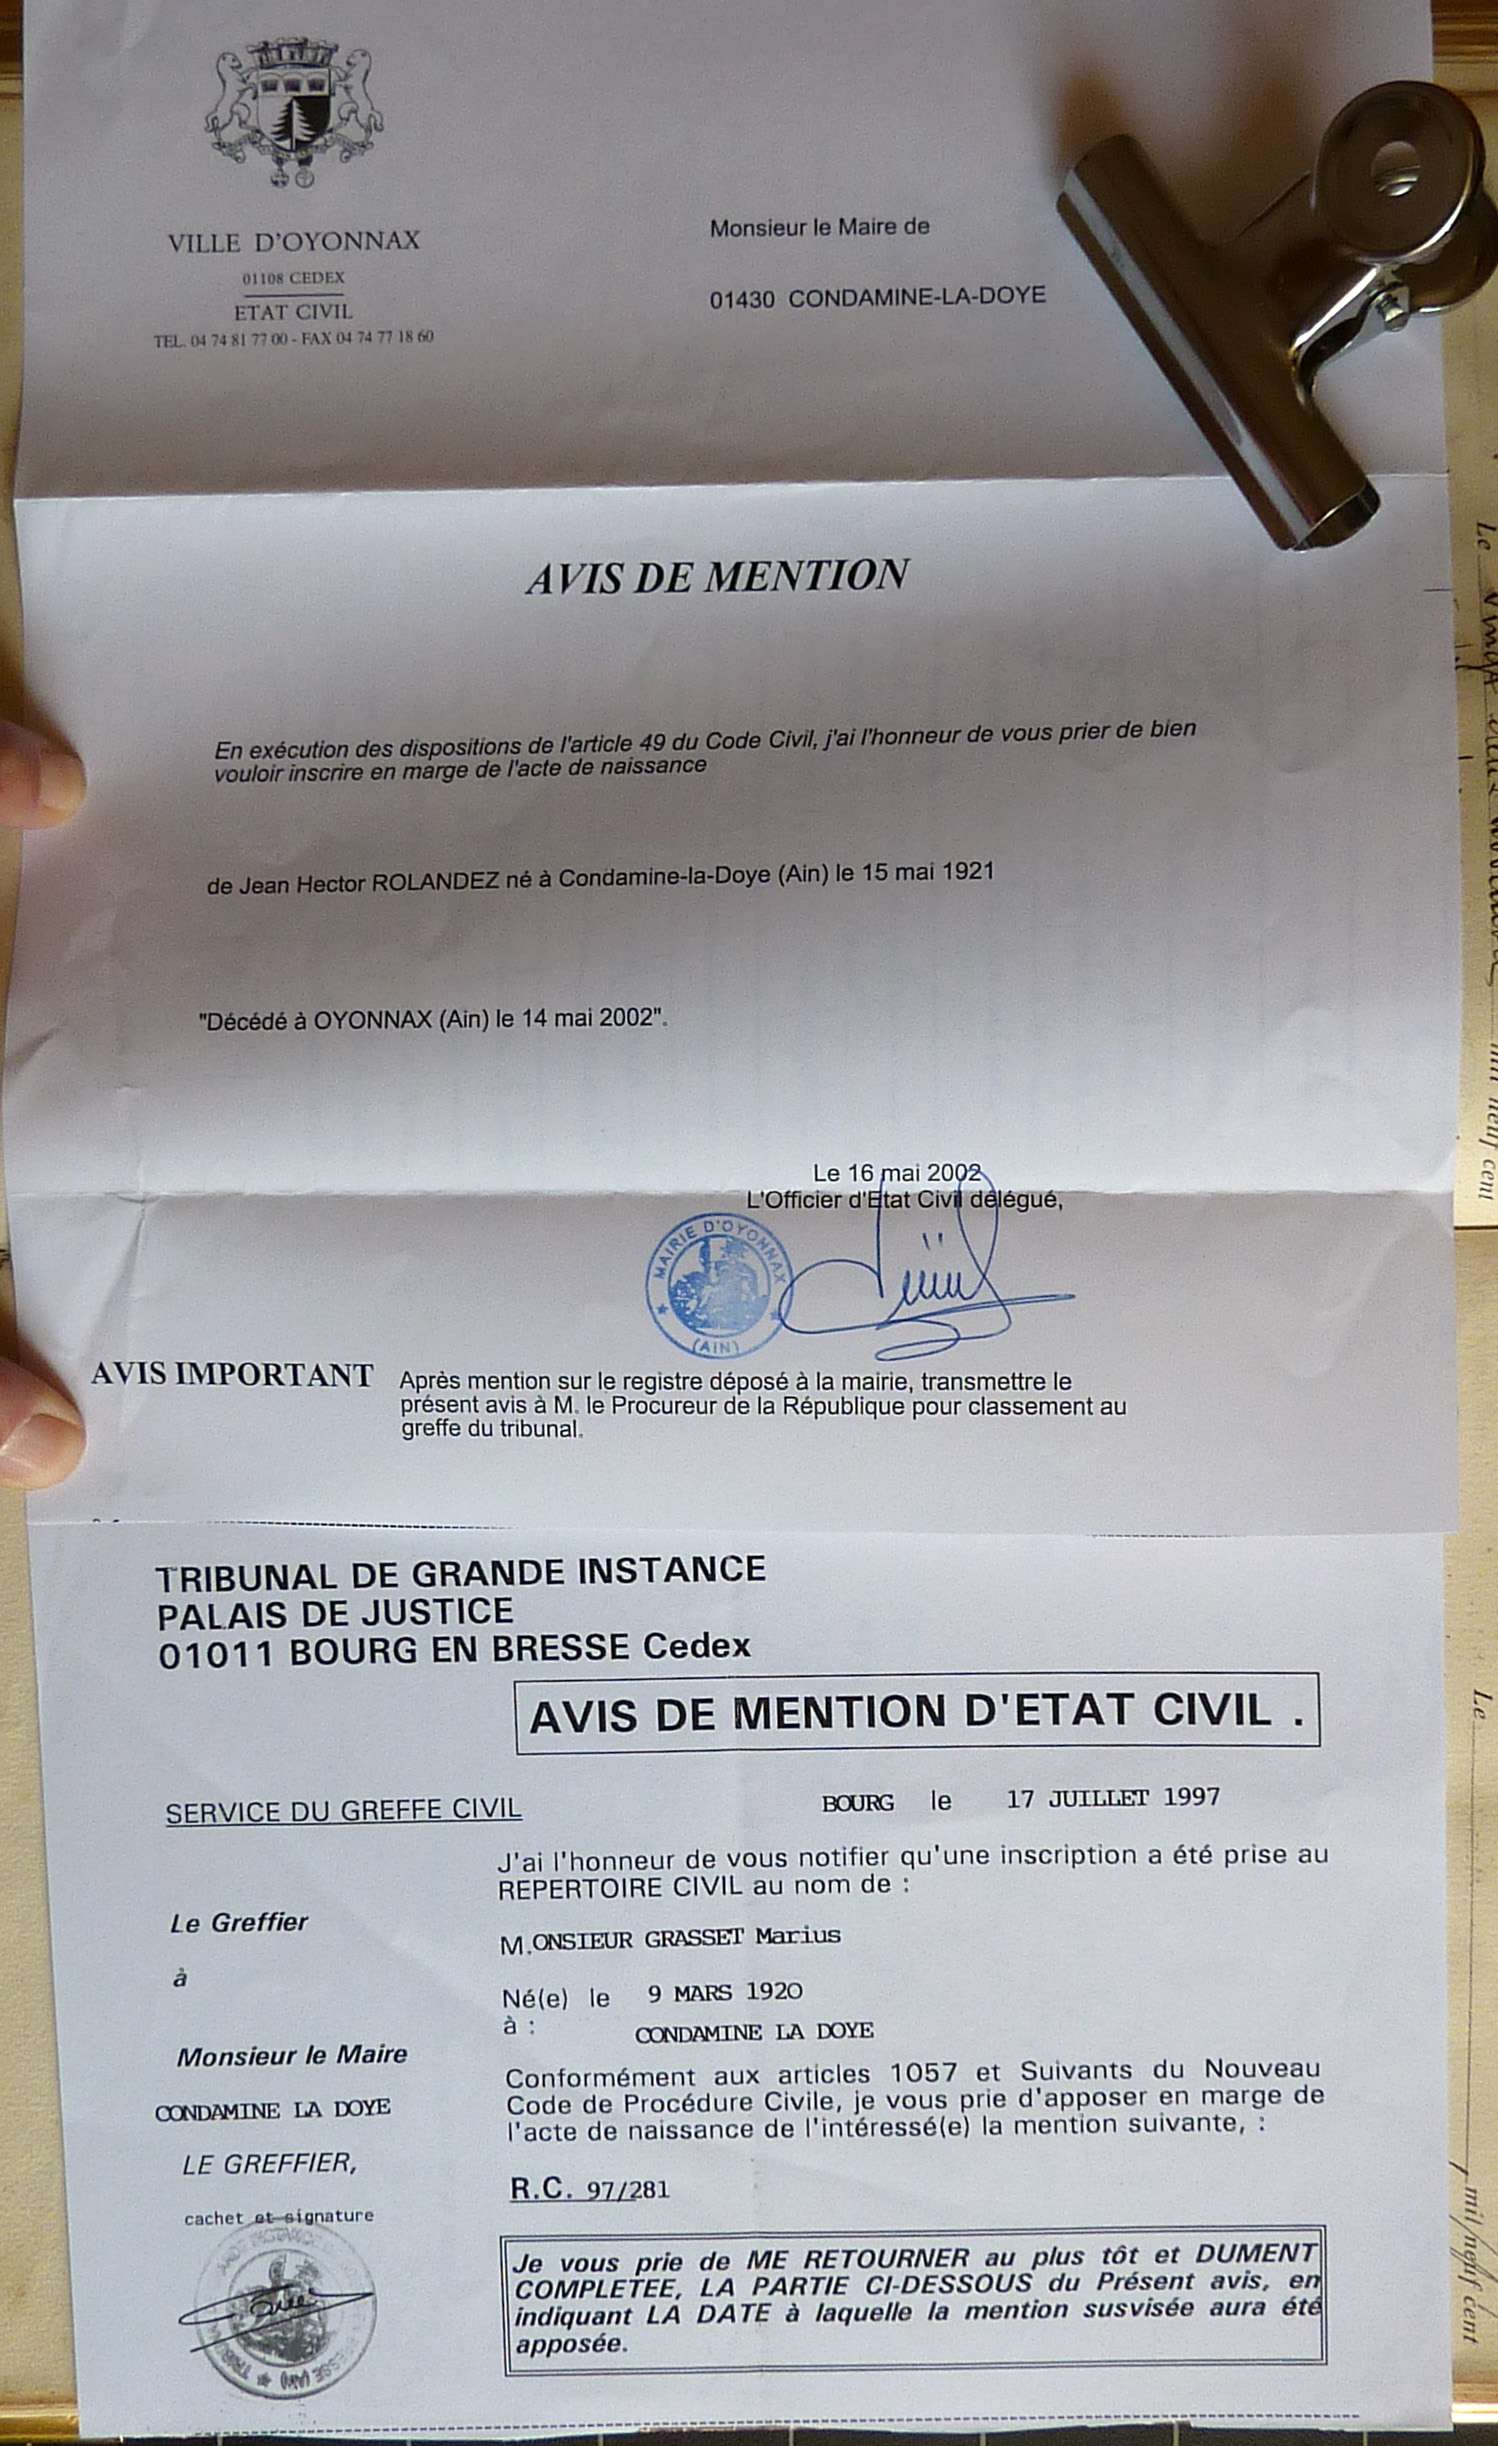 VILLE D'OYONNAX
01108 CEDEX
ETAT CIVIL
TEL. 04 74 81 77 00 - FAX 04 74 77 18 60
Monsieur le Maire de
01430 CONDAMINE-LA-DOYE
AVIS DE MENTION
En exécution des dispositions de l'article 49 du Code Civil, j'ai l'honneur de vous prier de bien
vouloir inscrire en marge de l'acte de naissance
de Jean Hector ROLANDEZ né à Condamine-la-Doye (Ain) le 15 mai 1921
"Décédé à OYONNAX (Ain) le 14 mai 2002".
Le 16 mai 2002
L'Officier d'Etat Civil délégué,
MAIRIE D'OYONNAX
(AIN)
AVIS IMPORTANT Après mention sur le registre déposé à la mairie, transmettre le
présent avis à M. le Procureur de la République pour classement au
greffe du tribunal.
TRIBUNAL DE GRANDE INSTANCE
PALAIS DE JUSTICE
01011 BOURG EN BRESSE Cedex
AVIS DE MENTION D'ETAT CIVIL .
SERVICE DU GREFFE CIVIL
BOURG le 17 JUILLET 1997
J'ai l'honneur de vous notifier qu'une inscription a été prise au
REPERTOIRE CIVIL au nom de :
Le Greffier
M.ONSIEUR GRASSET Marius
à
Né(e) le 9 MARS 1920
à : CONDAMINE LA DOYE
Monsieur le Maire
CONDAMINE LA DOYE
Conformément aux articles 1057 et Suivants du Nouveau
Code de Procédure Civile, je vous prie d'apposer en marge de
l'acte de naissance de l'intéressé(e) la mention suivante, :
LE GREFFIER,
R.C. 97/281
cachet et signature
Je vous prie de ME RETOURNER au plus tôt et DUMENT
COMPLETEE, LA PARTIE CI-DESSOUS du Présent avis, en
indiquant LA DATE à laquelle la mention susvisée aura été
apposée.
Le
neuf cent
Le
mil neuf cent